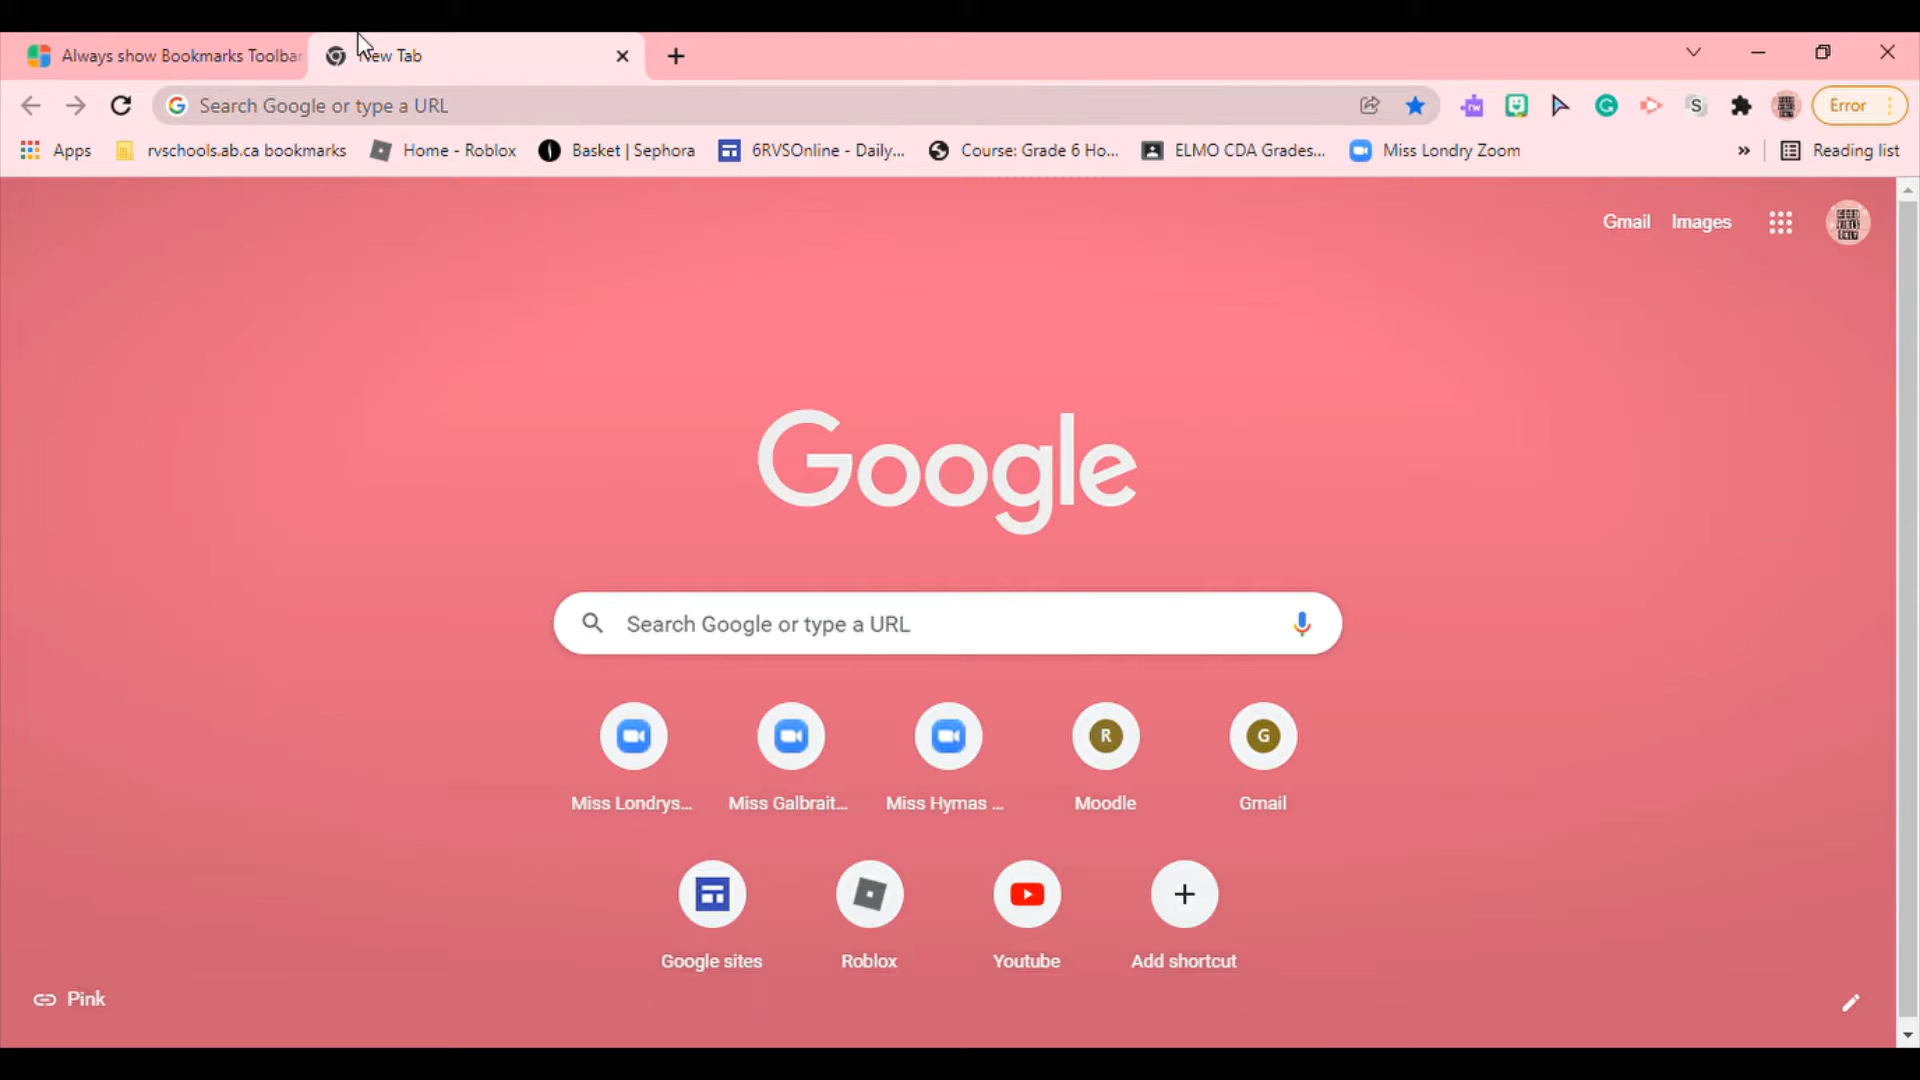 Always show Bookmarks Toolbar
New Tab
Search Google or type a URL
Error
Apps
rvschools.ab.ca bookmarks
Home - Roblox
Basket | Sephora
6RVSOnline - Daily...
Course: Grade 6 Ho...
ELMO CDA Grades...
Miss Londry Zoom
Reading list
Gmail
Images
Google
Search Google or type a URL
R
G
Miss Londrys...
Miss Galbrait...
Miss Hymas ...
Moodle
Gmail
Google sites
Roblox
Youtube
Add shortcut
Pink